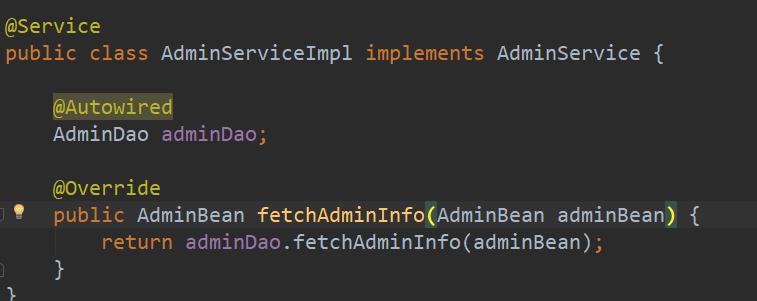 @Service
public class AdminServiceImpl implements AdminService {
@Autowired
AdminDao adminDao;
@Override
public AdminBean fetchAdminInfo(AdminBean adminBean) {
return adminDao.fetchAdminInfo(adminBean);
}
}